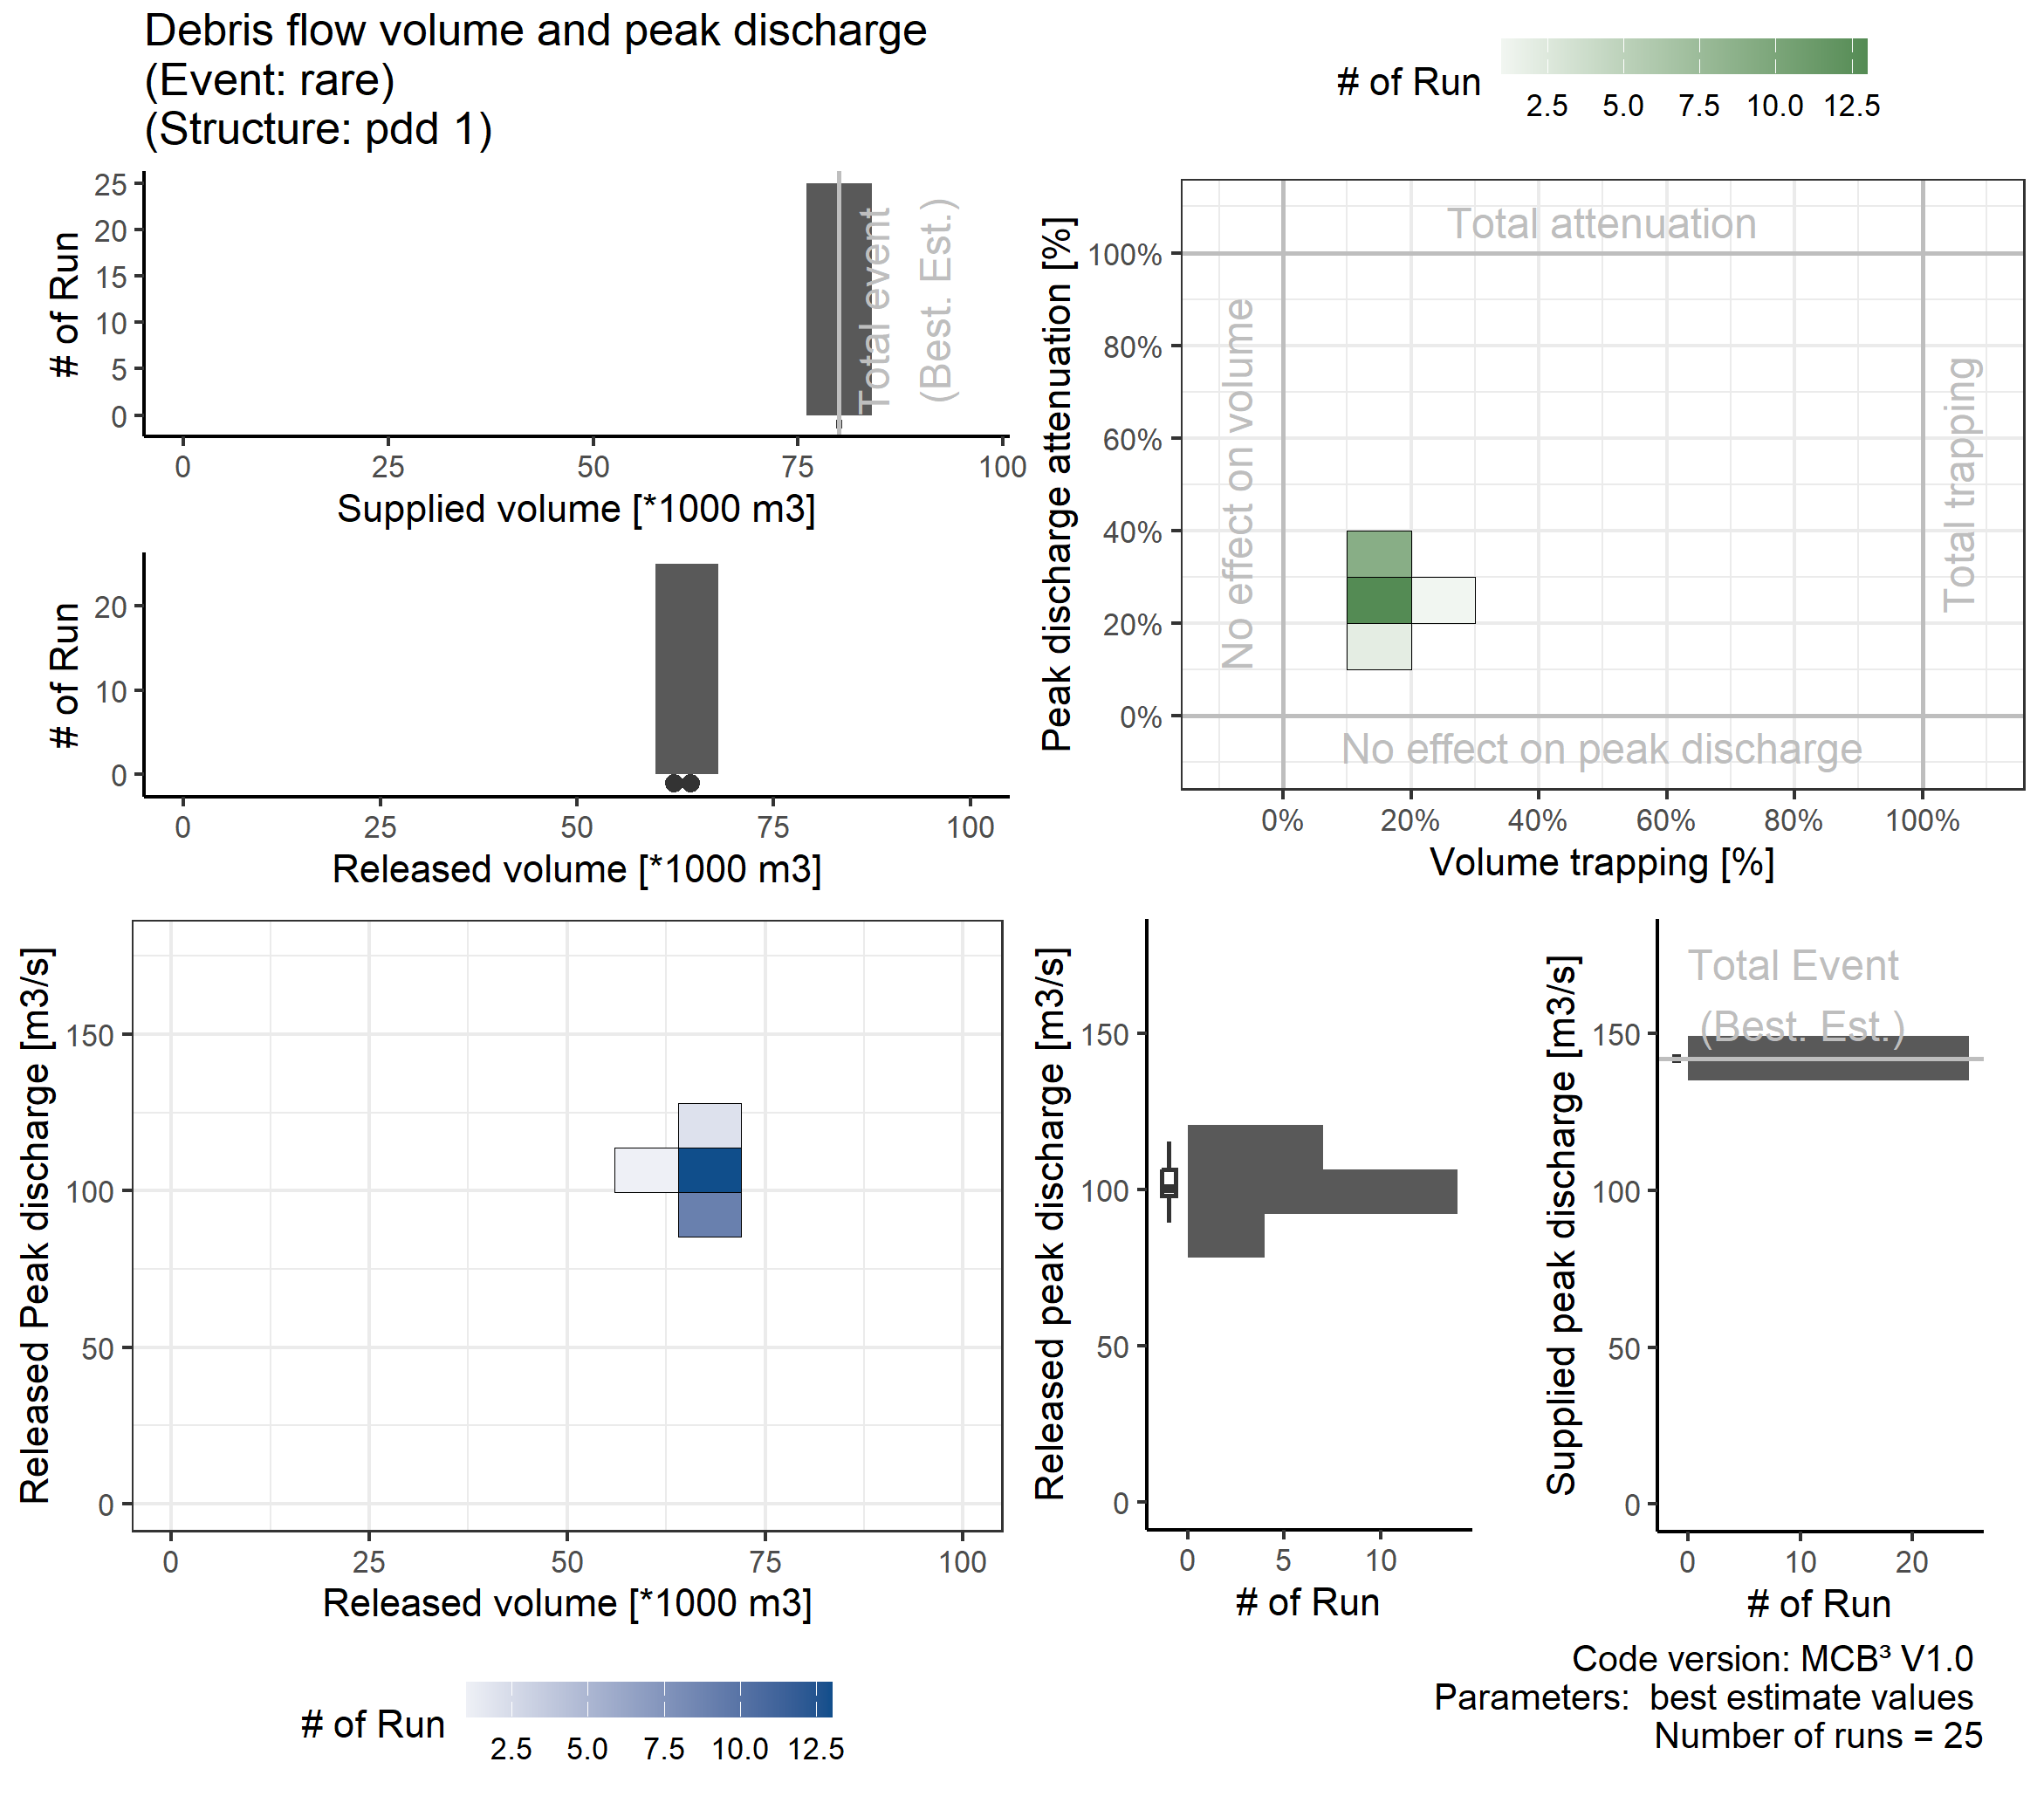 Debris flow volume and peak discharge
(Event: rare)
(Structure: pdd 1)
# of Run
2.5 5.0 7.5 10.0 12.5
# of Run
25
20
15
10
5
0
Total event
(Best. Est.)
0 25 50 75 100
Supplied volume [*1000 m3]
# of Run
20
10
0
0 25 50 75 100
Released volume [*1000 m3]
Peak discharge attenuation [%]
100%
80%
60%
40%
20%
0%
Total attenuation
No effect on volume
Total trapping
No effect on peak discharge
0% 20% 40% 60% 80% 100%
Volume trapping [%]
Released Peak discharge [m3/s]
150
100
50
0
0 25 50 75 100
Released volume [*1000 m3]
# of Run
2.5 5.0 7.5 10.0 12.5
Released peak discharge [m3/s]
150
100
50
0
0 5 10
# of Run
Supplied peak discharge [m3/s]
150
100
50
0
Total Event
(Best. Est.)
0 10 20
# of Run
Code version: MCB³ V1.0
Parameters:  best estimate values
Number of runs = 25